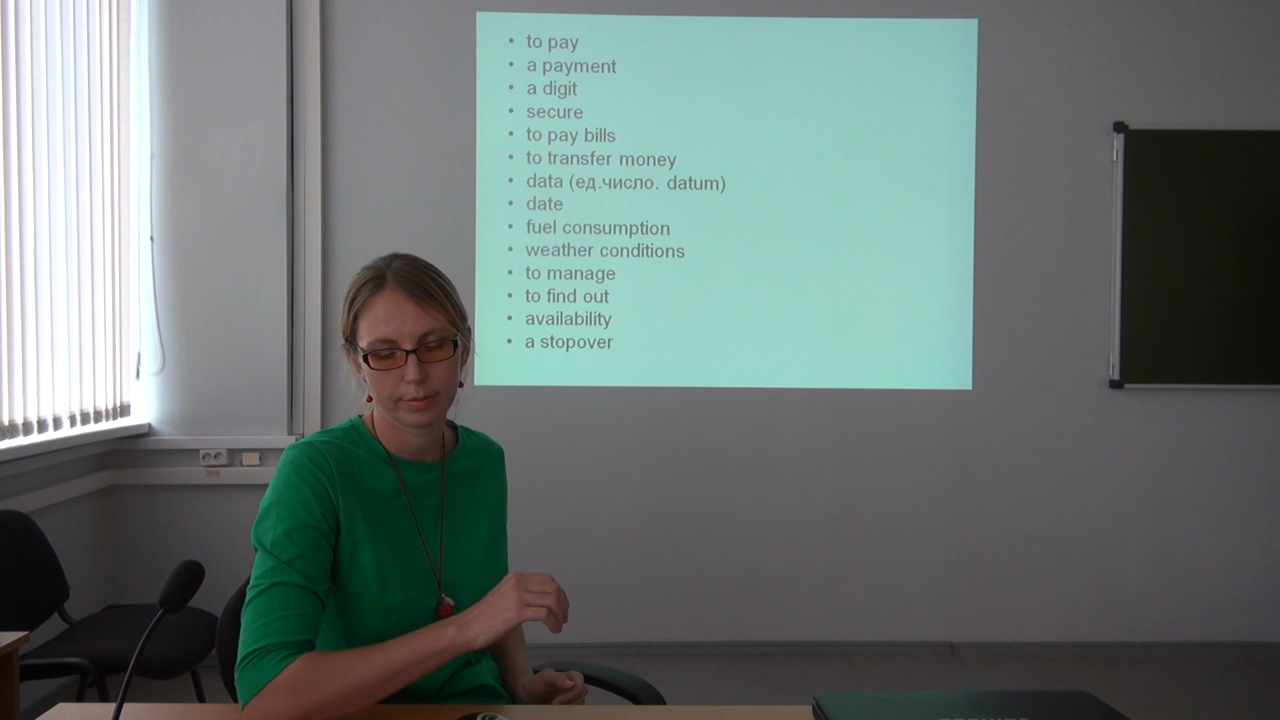 • to pay
• a payment
• a digit
• secure
• to pay bills
• to transfer money
• data (ед.число. datum)
• date
• fuel consumption
• weather conditions
• to manage
• to find out
• availability
• a stopover